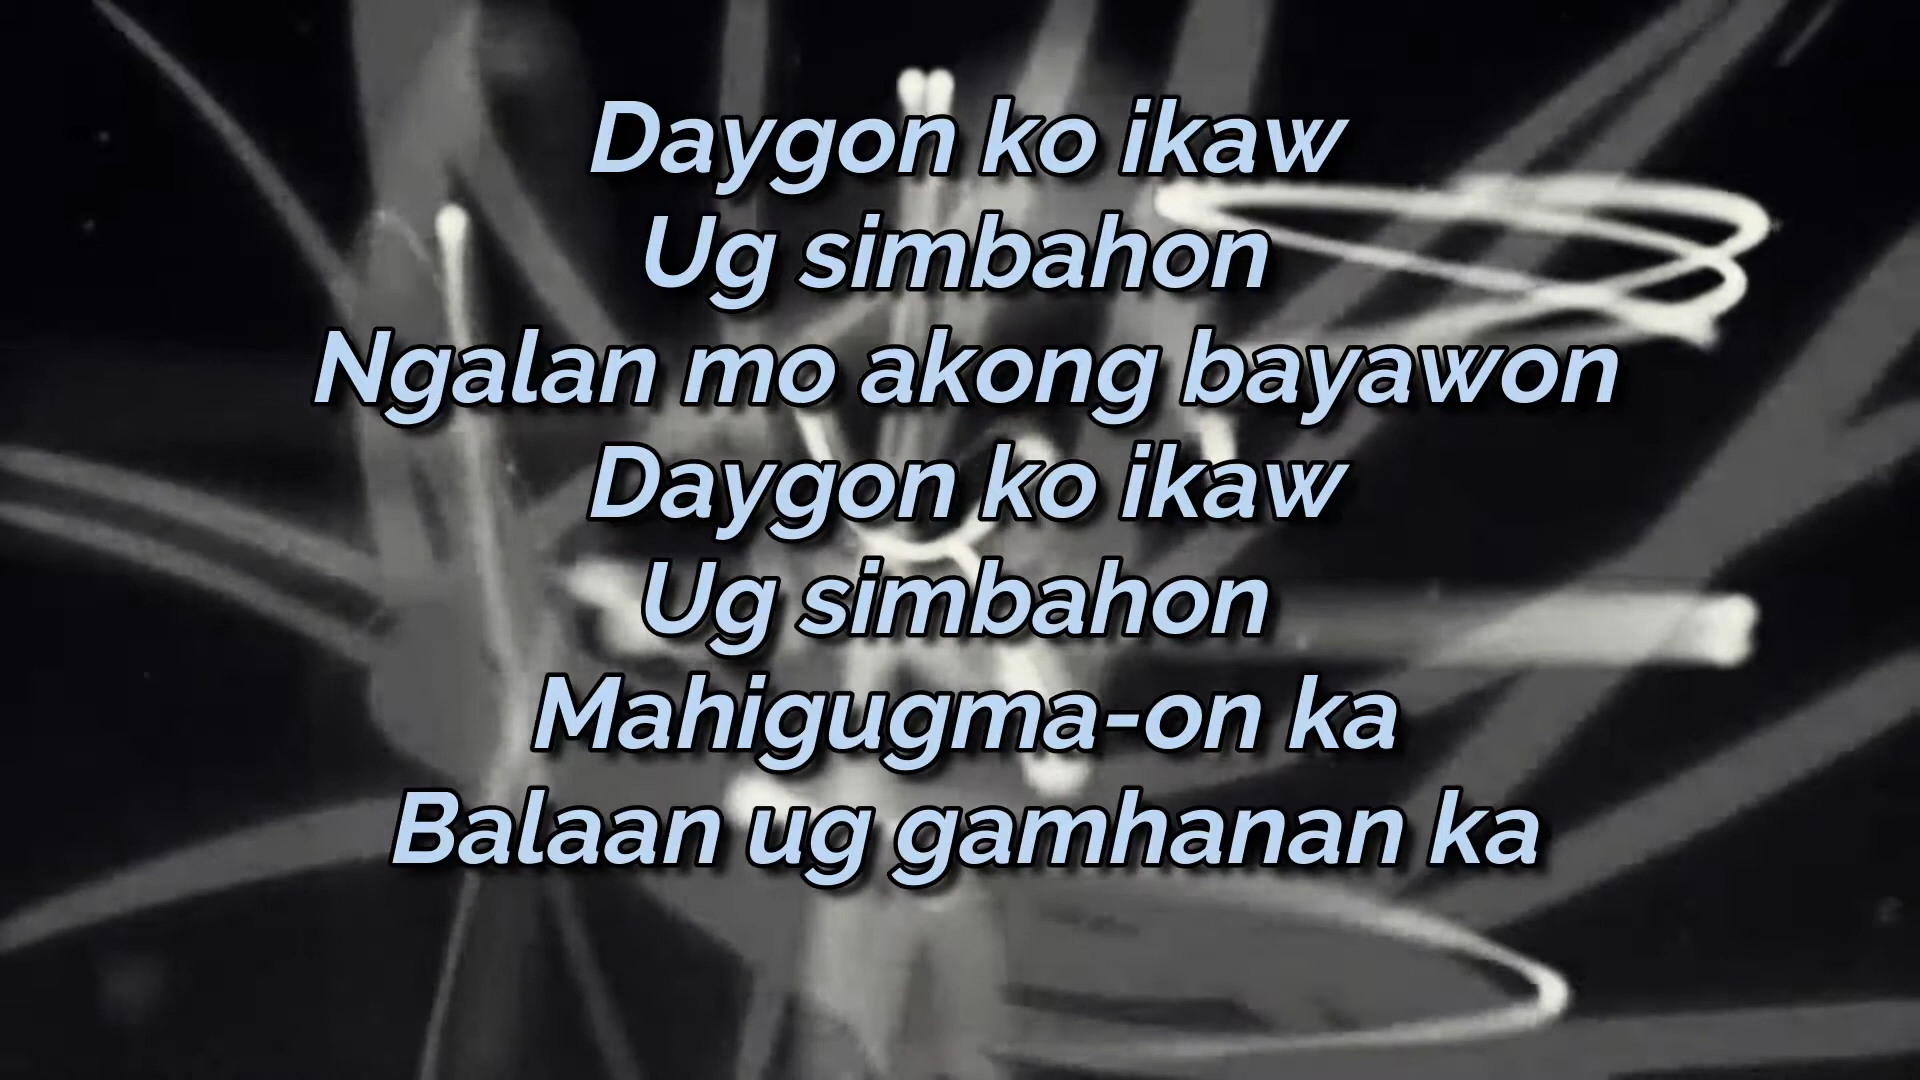 Daygon ko ikaw
Ug simbahon
Ngalan mo akong bayawon
Daygon ko ikaw
Ug simbahon
Mahigugma-on ka
Balaan ug gamhanan ka